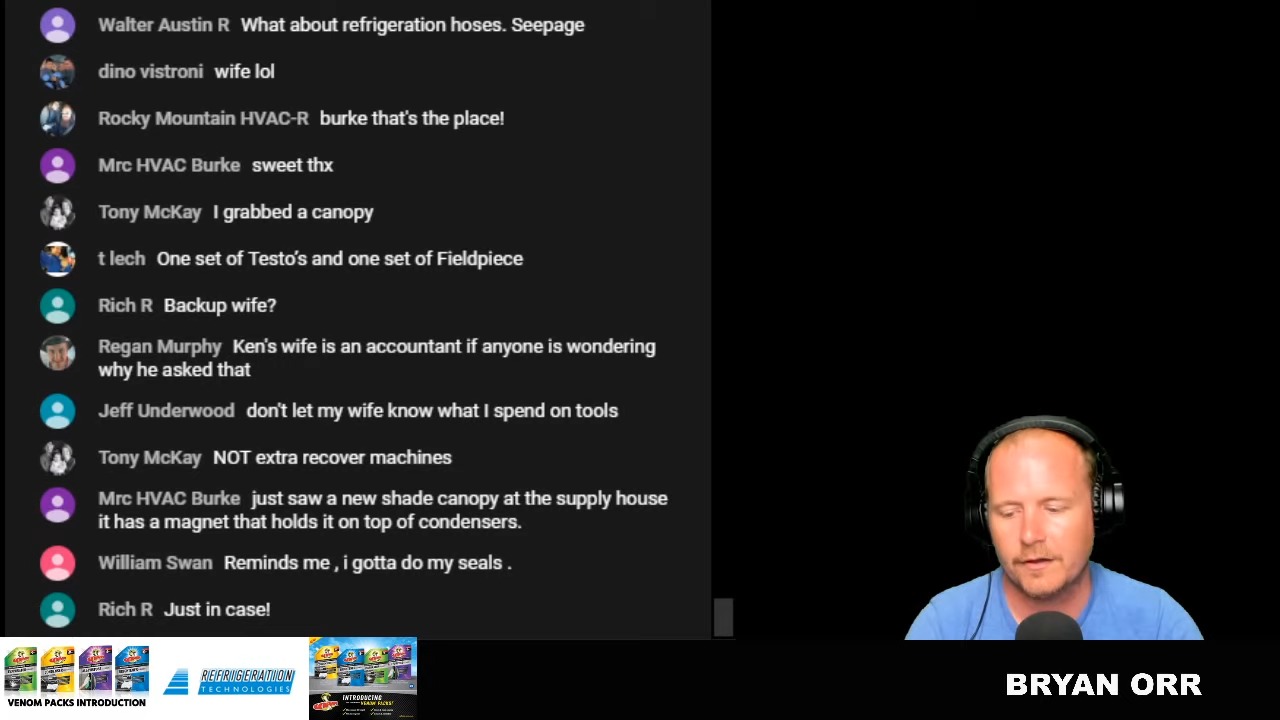 Walter Austin R What about refrigeration hoses. Seepage
dino vistroni wife lol
Rocky Mountain HVAC-R burke that's the place!
Mrc HVAC Burke sweet thx
Tony McKay I grabbed a canopy
t lech One set of Testo's and one set of Fieldpiece
Rich R Backup wife?
Regan Murphy Ken's wife is an accountant if anyone is wondering
why he asked that
Jeff Underwood don't let my wife know what I spend on tools
Tony McKay NOT extra recover machines
Mrc HVAC Burke just saw a new shade canopy at the supply house
it has a magnet that holds it on top of condensers.
William Swan Reminds me , i gotta do my seals .
Rich R Just in case!
VENOM PACKS INTRODUCTION
REFRIGERATION
TECHNOLOGIES
INTRODUCING
VENOM PACKS!
BRYAN ORR